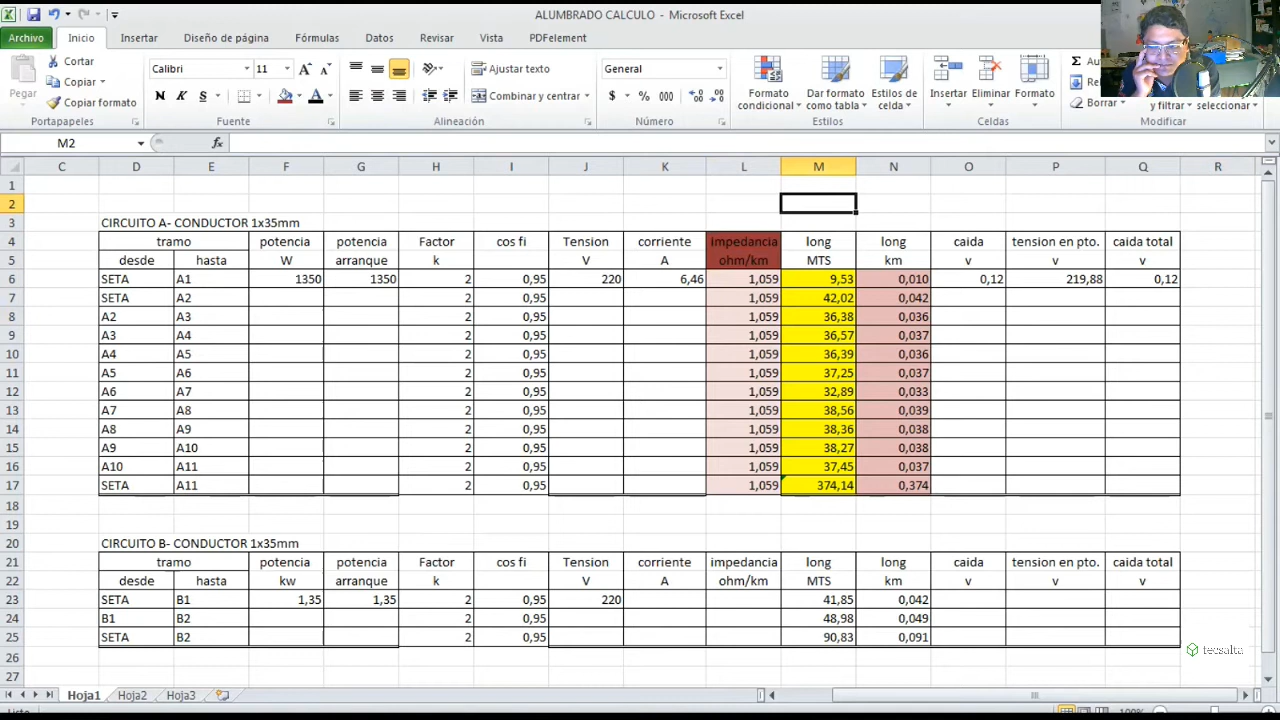 ALUMBRADO CALCULO - Microsoft Excel
Archivo Inicio Insertar Diseño de página Fórmulas Datos Revisar Vista PDFelement
Pegar
Cortar
Copiar
Copiar formato
Portapapeles
Calibri 11
N K S A
Fuente
Ajustar texto
Combinar y centrar
Alineación
General
$ % 000
Número
Formato condicional
Dar formato como tabla
Estilos de celda
Estilos
Insertar Eliminar Formato
Celdas
Borrar
y filtrar seleccionar
Modificar
M2 fx
C D E F G H I J K L M N O P Q R
1
2
3 CIRCUITO A- CONDUCTOR 1x35mm
4 tramo potencia potencia Factor cos fi Tension corriente Impedancia long long caida tension en pto. caida total
5 desde hasta W arranque k V A ohm/km MTS km v v v
6 SETA A1 1350 1350 2 0,95 220 6,46 1,059 9,53 0,010 0,12 219,88 0,12
7 SETA A2 2 0,95 1,059 42,02 0,042
8 A2 A3 2 0,95 1,059 36,38 0,036
9 A3 A4 2 0,95 1,059 36,57 0,037
10 A4 A5 2 0,95 1,059 36,39 0,036
11 A5 A6 2 0,95 1,059 37,25 0,037
12 A6 A7 2 0,95 1,059 32,89 0,033
13 A7 A8 2 0,95 1,059 38,56 0,039
14 A8 A9 2 0,95 1,059 38,36 0,038
15 A9 A10 2 0,95 1,059 38,27 0,038
16 A10 A11 2 0,95 1,059 37,45 0,037
17 SETA A11 2 0,95 1,059 374,14 0,374
18
19
20 CIRCUITO B- CONDUCTOR 1x35mm
21 tramo potencia potencia Factor cos fi Tension corriente impedancia long long caida tension en pto. caida total
22 desde hasta kw arranque k V A ohm/km MTS km v v v
23 SETA B1 1,35 1,35 2 0,95 220 41,85 0,042
24 B1 B2 2 0,95 48,98 0,049
25 SETA B2 2 0,95 90,83 0,091
26
27
tecsalta
Hoja1 Hoja2 Hoja3